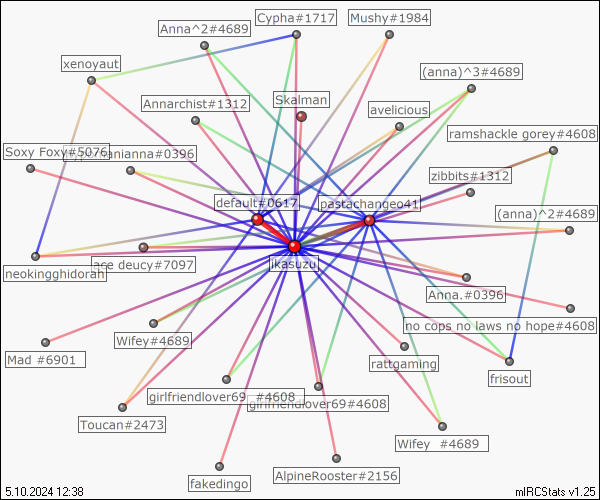 Cypha#1717
Mushy#1984
Anna^2#4689
xenoyaut
(anna)^3#4689
Annarchist#1312
Skalman
avelicious
ramshackle gorey#4608
Soxy Foxy#5076
anianna#0396
zibbits#1312
default#0617
pastachangeo41
(anna)^2#4689
neokingghidorah
ace deucy#7097
ikasuzu
Anna.#0396
no cops no laws no hope#4608
Wifey#4689
Mad #6901
rattgaming
frisout
girlfriendlover69 #4608
girlfriendlover69#4608
Toucan#2473
Wifey #4689
fakedingo
AlpineRooster#2156
5.10.2024 12:38
mIRCStats v1.25